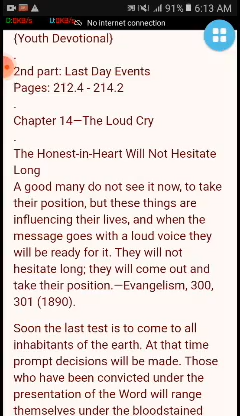 0:0KB/s U:0KB/s No internet connection 91% 6:13 AM
{Youth Devotional}
.
2nd part: Last Day Events
Pages: 212.4 - 214.2
.
Chapter 14—The Loud Cry
.
The Honest-in-Heart Will Not Hesitate
Long
A good many do not see it now, to take
their position, but these things are
influencing their lives, and when the
message goes with a loud voice they
will be ready for it. They will not
hesitate long; they will come out and
take their position.—Evangelism, 300,
301 (1890).
Soon the last test is to come to all
inhabitants of the earth. At that time
prompt decisions will be made. Those
who have been convicted under the
presentation of the Word will range
themselves under the bloodstained